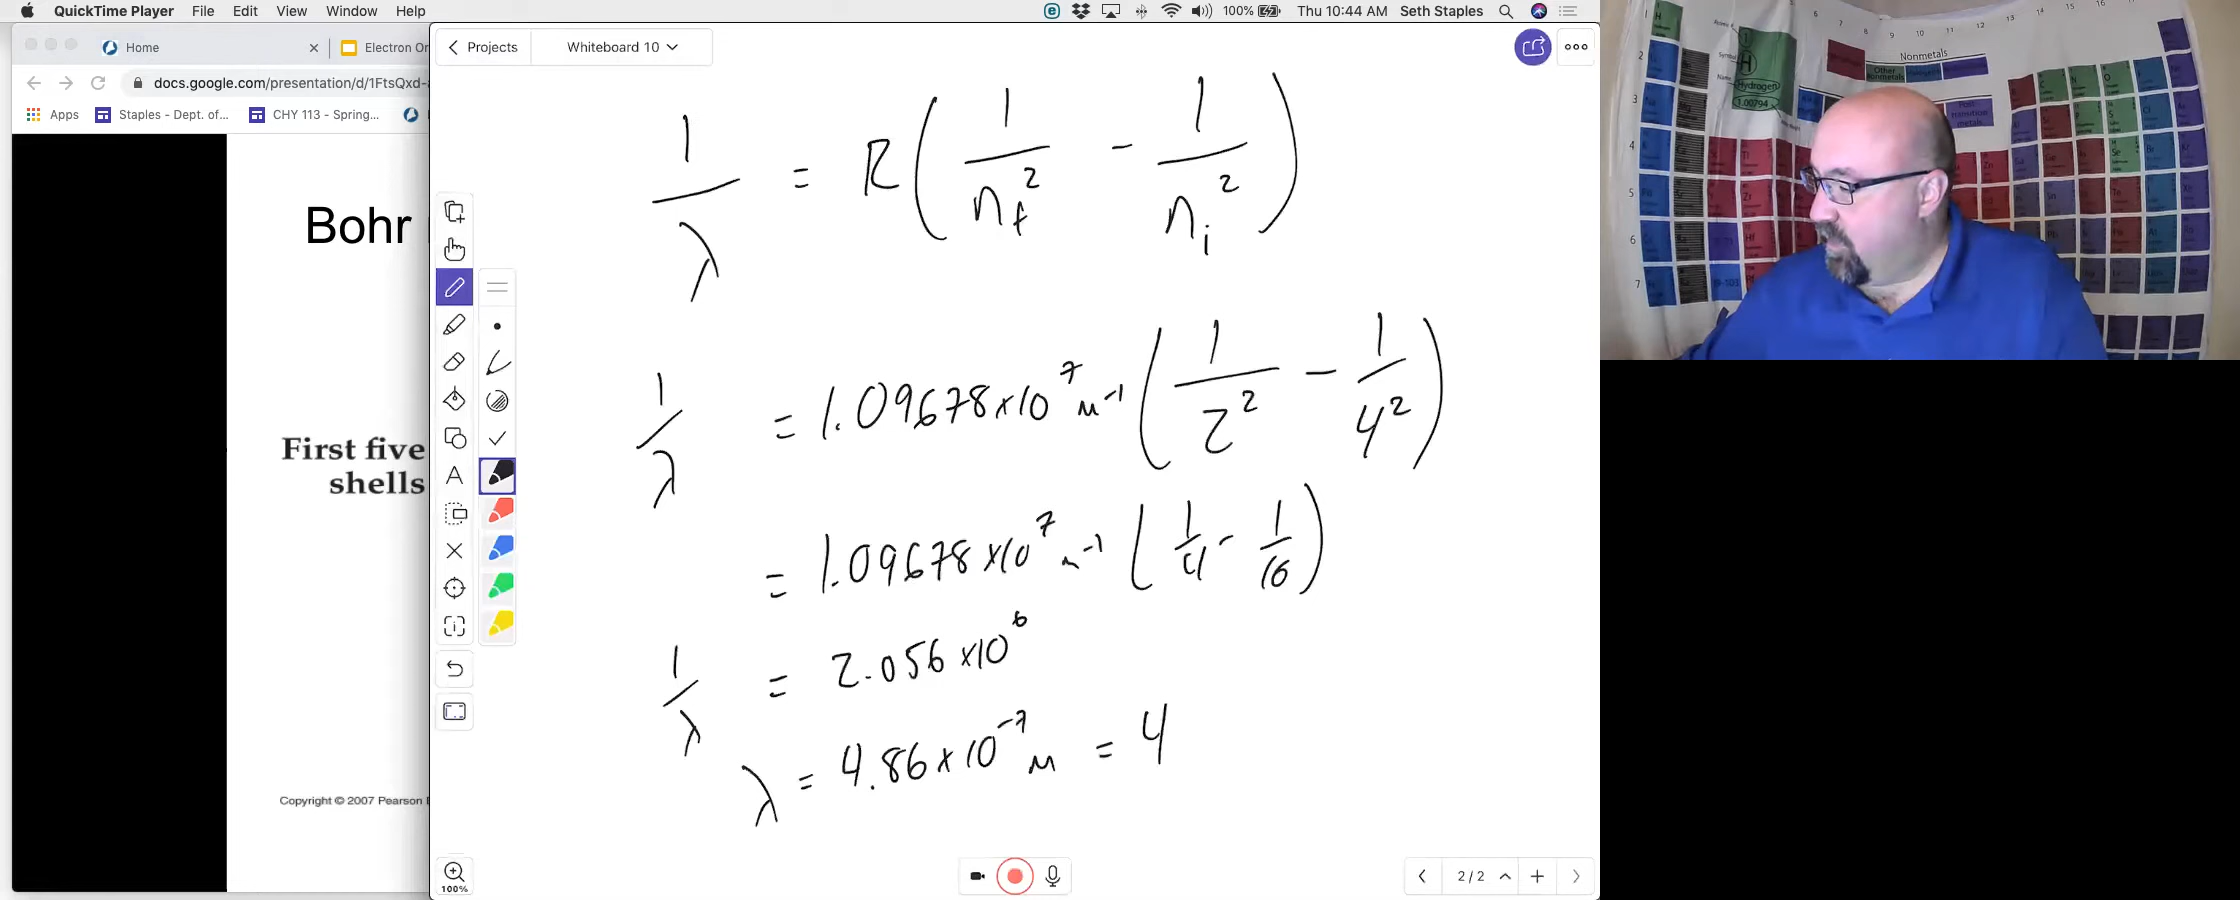 QuickTime Player File Edit View Window Help 100% Thu 10:44 AM Seth Staples
Home × Electron Or
docs.google.com/presentation/d/1FtsQxd-
Apps Staples - Dept. of... CHY 113 - Spring...
Bohr
First five
shells
Copyright © 2007 Pearson
Projects Whiteboard 10
1/λ = R(1/n_f² - 1/n_i²)
1/λ = 1.09678×10⁷ m⁻¹ (1/2² - 1/4²)
= 1.09678×10⁷ m⁻¹ (1/4 - 1/16)
1/λ = 2.056×10⁶
λ = 4.86×10⁻⁷ m = 4
100%
2/2
Nonmetals
H
Hydrogen
1.00794